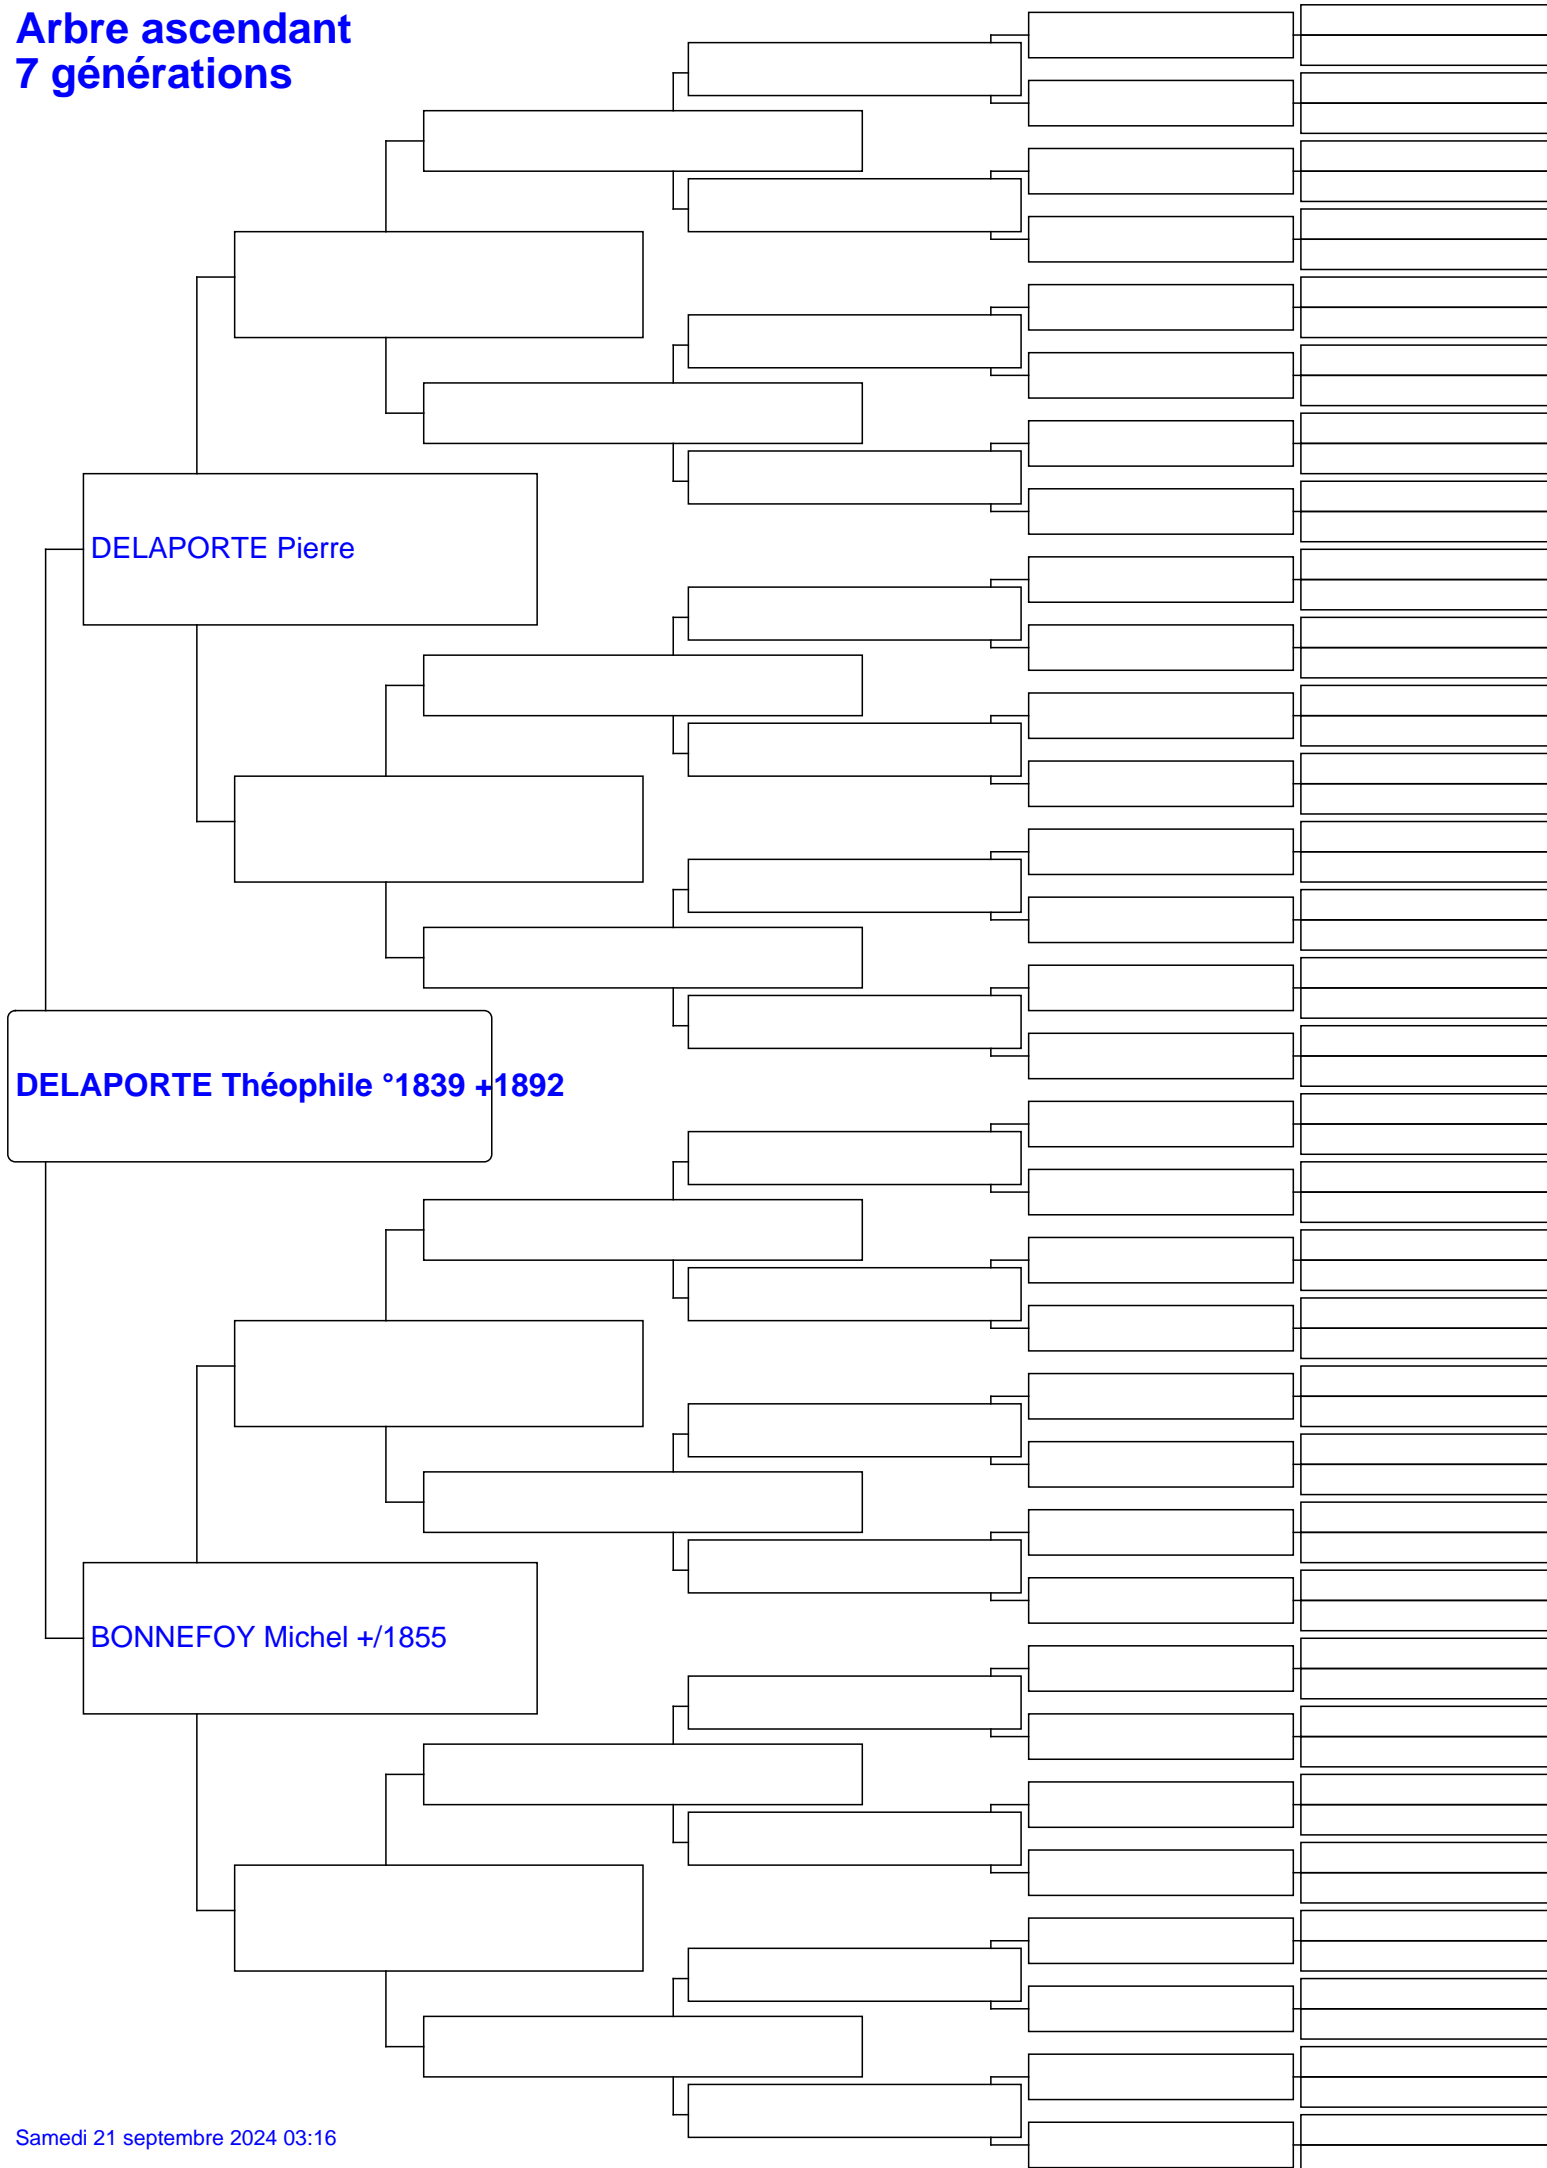 Arbre ascendant
7 générations
DELAPORTE Pierre
DELAPORTE Théophile °1839 +1892
BONNEFOY Michel +/1855
Samedi 21 septembre 2024 03:16